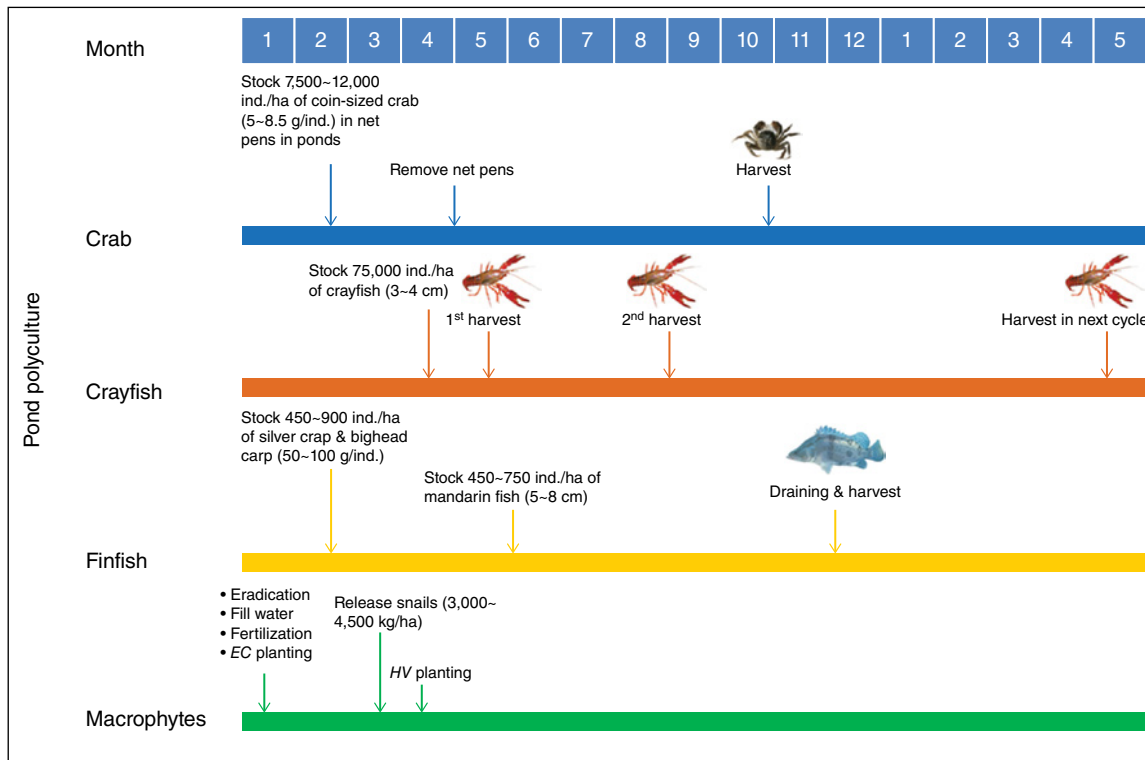 Month
1 2 3 4 5 6 7 8 9 10 11 12 1 2 3 4 5
Stock 7,500~12,000
ind./ha of coin-sized crab
(5~8.5 g/ind.) in net
pens in ponds
Remove net pens
Harvest
Crab
Stock 75,000 ind./ha
of crayfish (3~4 cm)
1st harvest
2nd harvest
Harvest in next cycle
Pond polyculture
Crayfish
Stock 450~900 ind./ha
of silver crap & bighead
carp (50~100 g/ind.)
Stock 450~750 ind./ha of
mandarin fish (5~8 cm)
Draining & harvest
Finfish
• Eradication
• Fill water
• Fertilization
• EC planting
Release snails (3,000~
4,500 kg/ha)
HV planting
Macrophytes